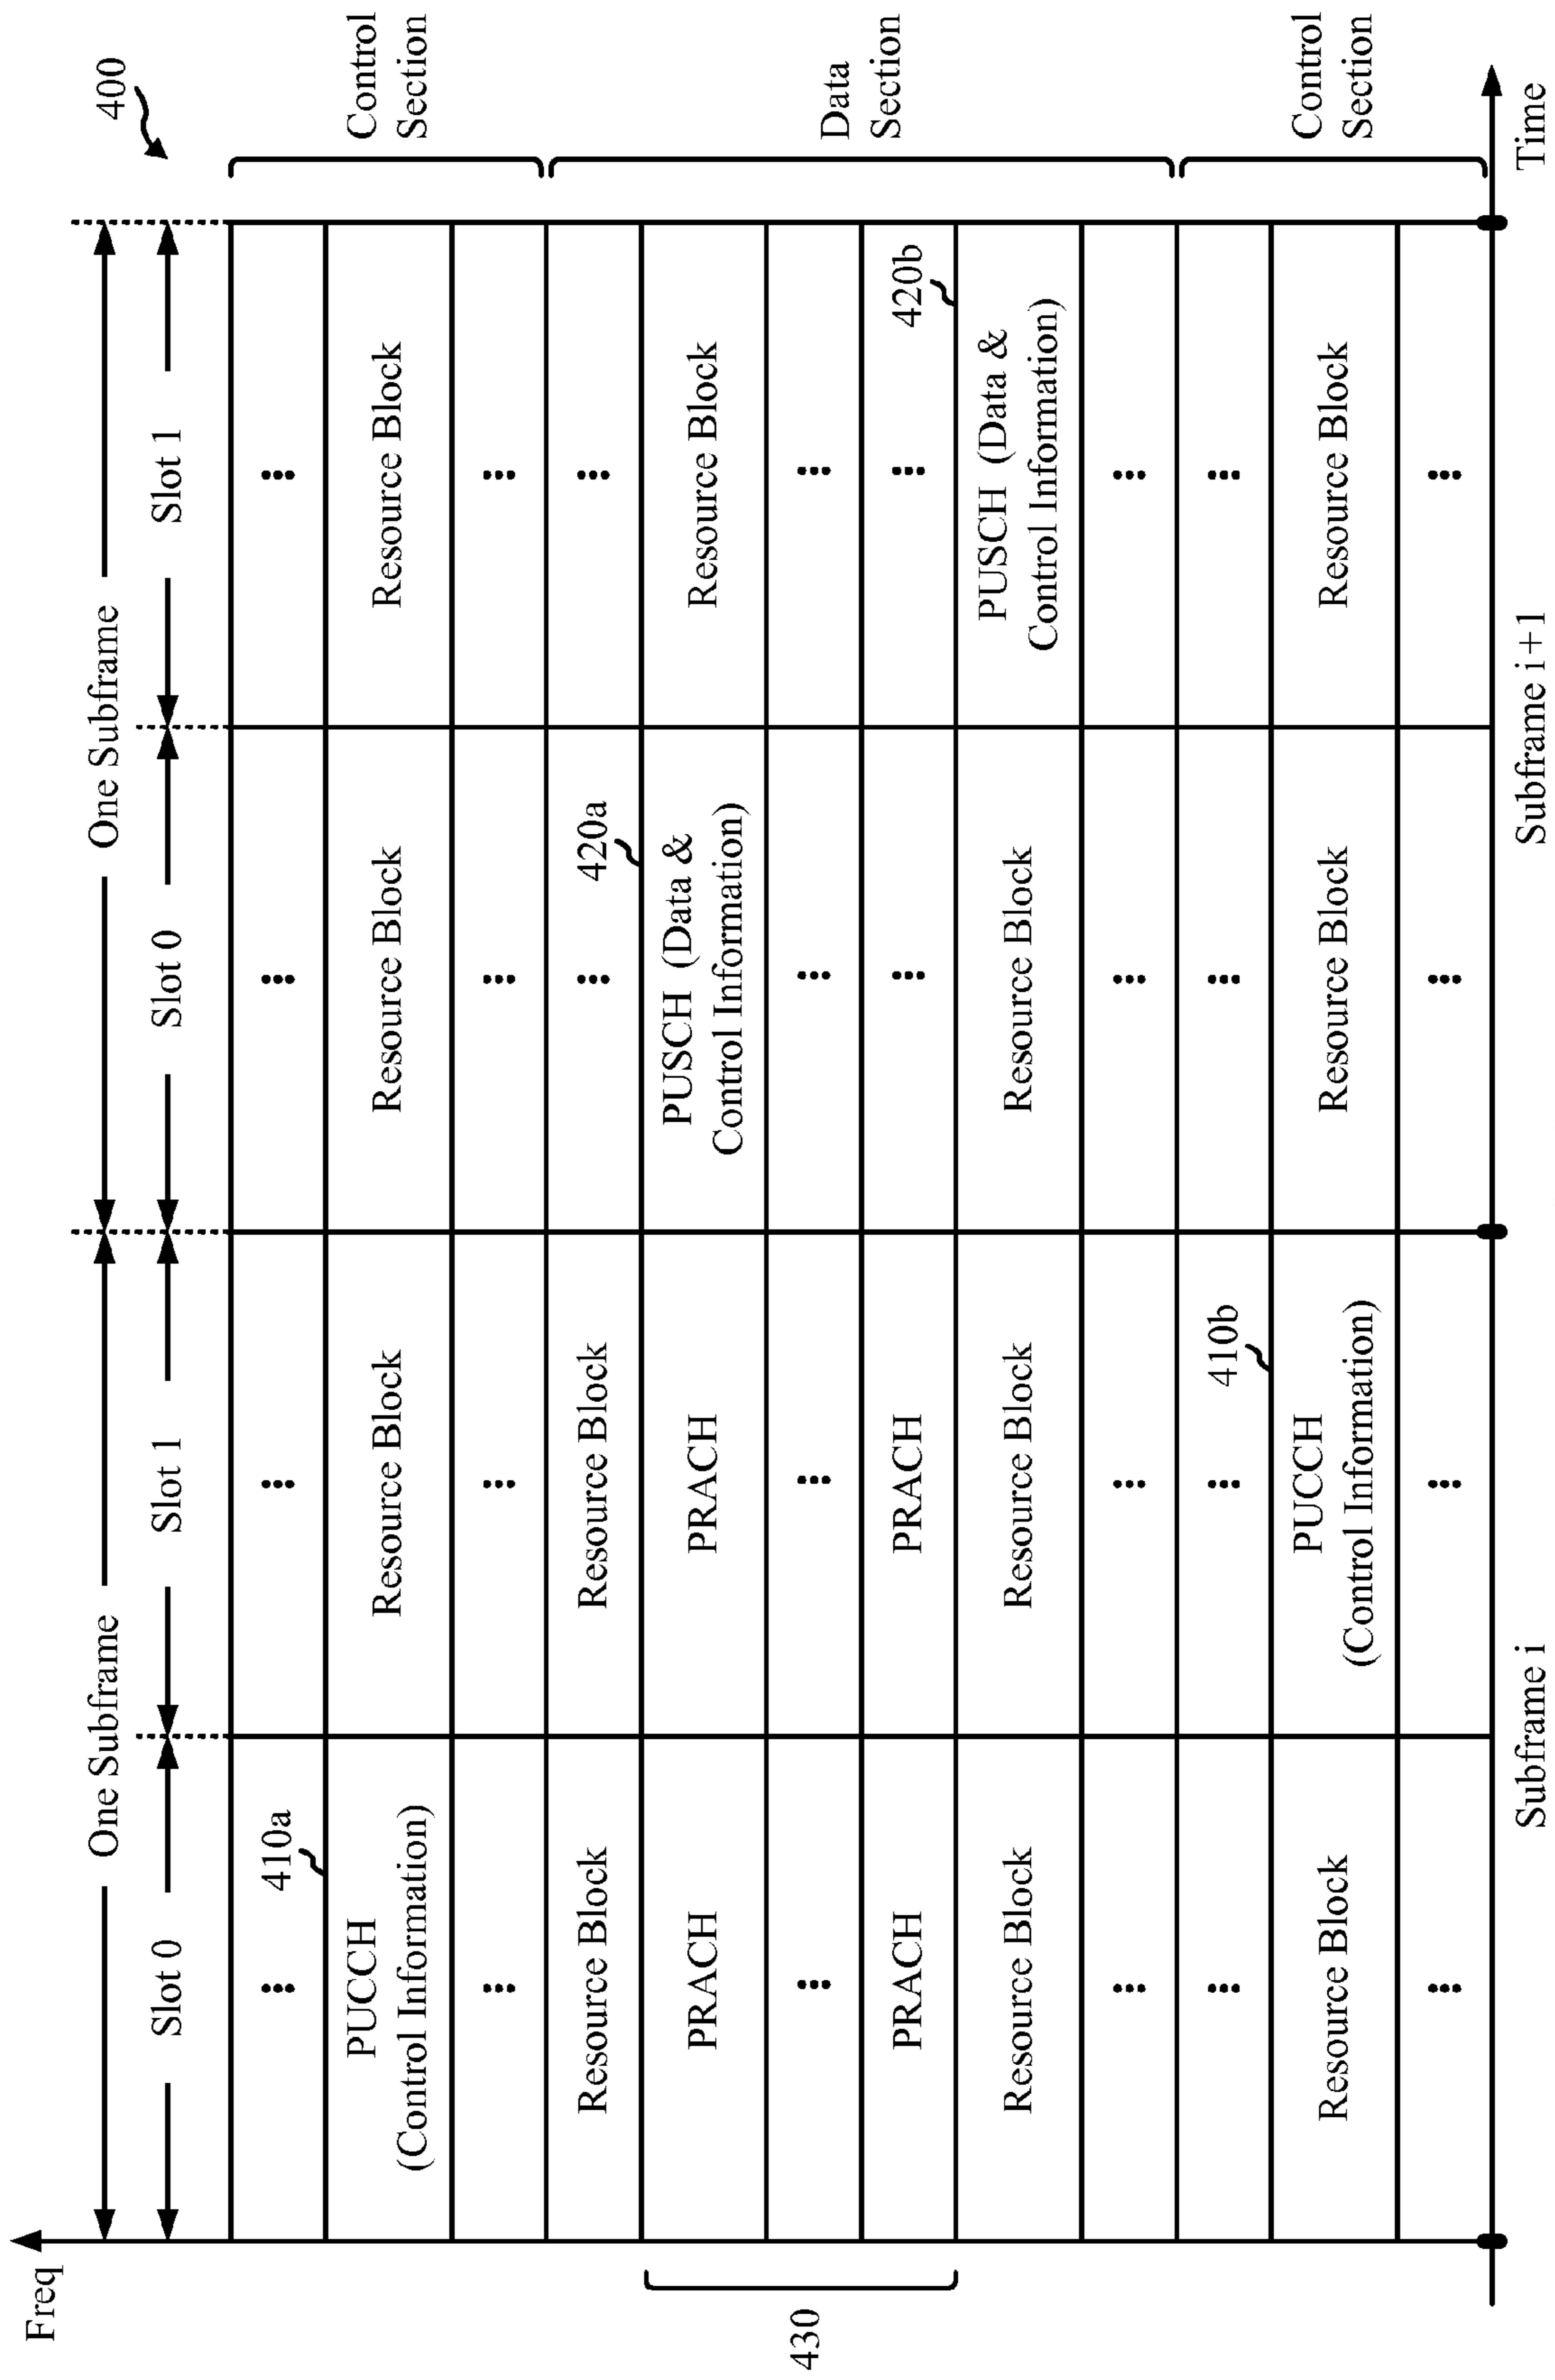 400
Freq
One Subframe
One Subframe
Slot 0
Slot 1
Slot 0
Slot 1
⋮
⋮
⋮
⋮
410a
PUCCH
(Control Information)
Resource Block
Resource Block
Resource Block
Control
Section
⋮
⋮
⋮
⋮
Resource Block
Resource Block
⋮
⋮
420a
PRACH
PRACH
PUSCH (Data &
Control Information)
Resource Block
430
⋮
⋮
⋮
⋮
Data
Section
PRACH
PRACH
⋮
⋮
420b
Resource Block
Resource Block
Resource Block
PUSCH (Data &
Control Information)
⋮
⋮
⋮
⋮
⋮
⋮
⋮
⋮
410b
Resource Block
PUCCH
(Control Information)
Resource Block
Resource Block
Control
Section
⋮
⋮
⋮
⋮
Subframe i
Subframe i+1
Time